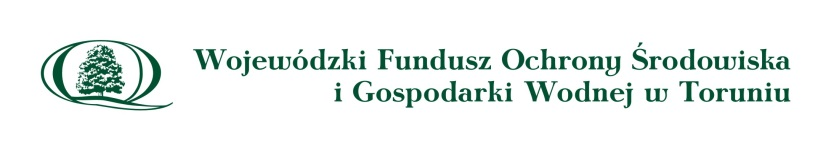 Wojewódzki Fundusz Ochrony Środowiska
i Gospodarki Wodnej w Toruniu